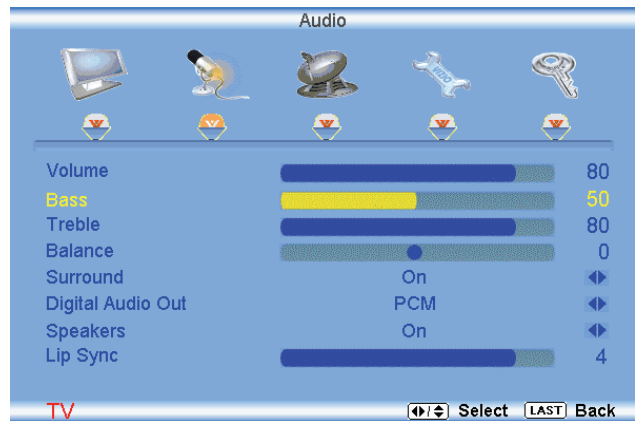 Audio
Volume 80
Bass 50
Treble 80
Balance 0
Surround On
Digital Audio Out PCM
Speakers On
Lip Sync 4
TV Select LAST Back